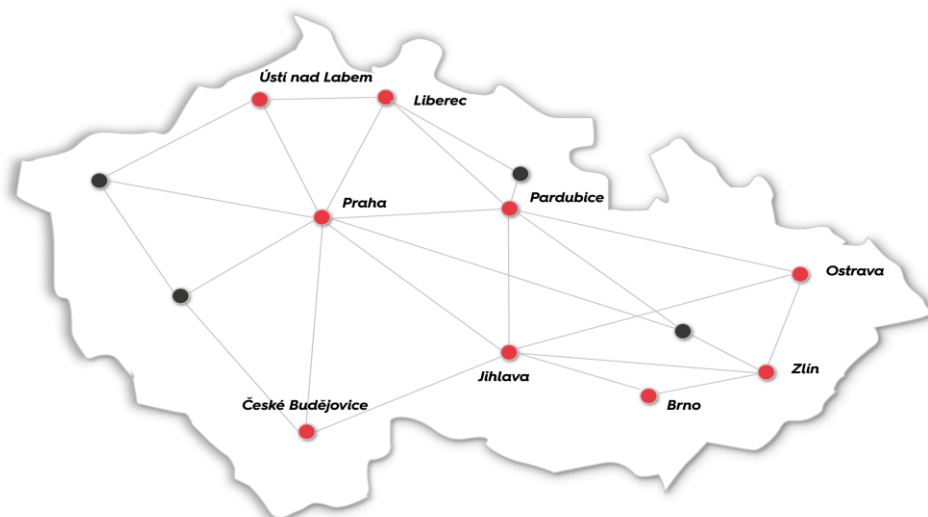 Ústí nad Labem
Liberec
Pardubice
Praha
Ostrava
Jihlava
Zlín
České Budějovice
Brno